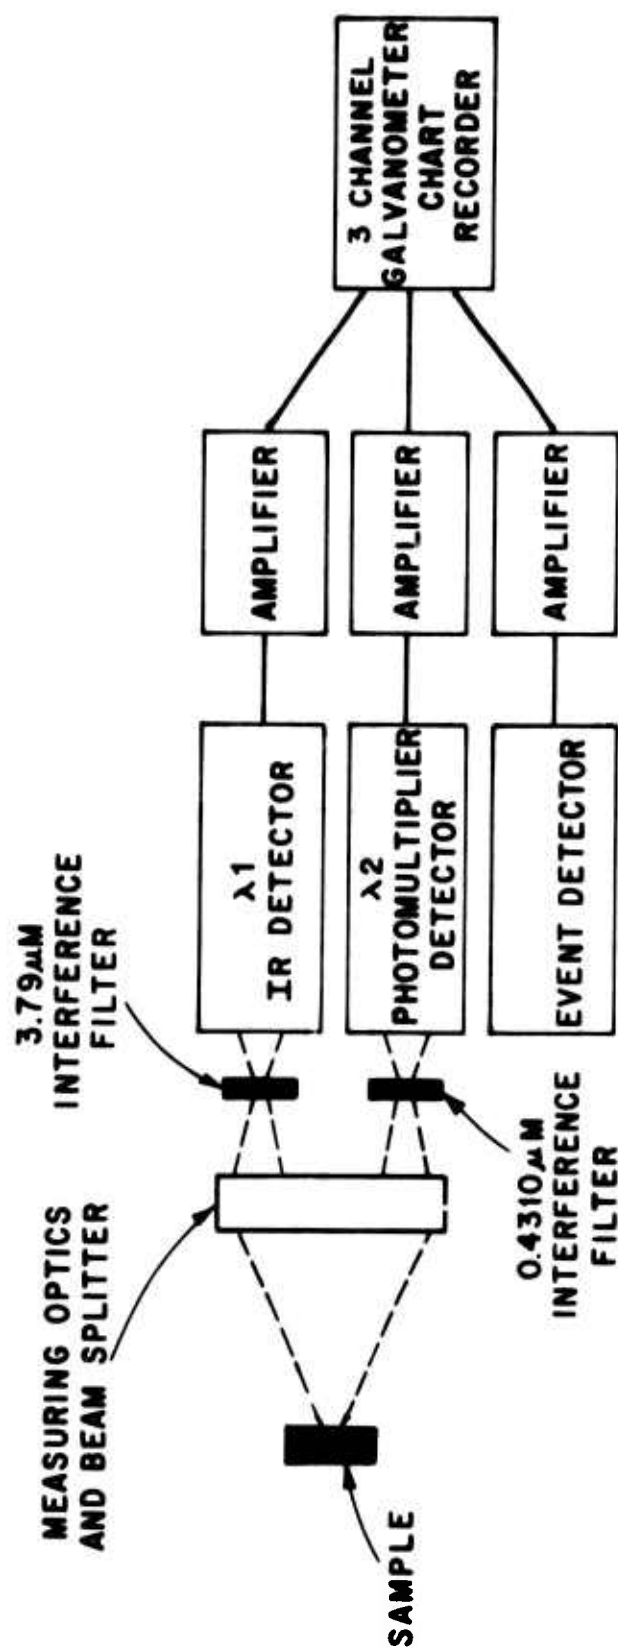 MEASURING OPTICS
AND BEAM SPLITTER
3.79µM
INTERFERENCE
FILTER
SAMPLE
0.4310µM
INTERFERENCE
FILTER
λ1
IR DETECTOR
λ2
PHOTOMULTIPLIER
DETECTOR
EVENT DETECTOR
AMPLIFIER
AMPLIFIER
AMPLIFIER
3 CHANNEL
GALVANOMETER
CHART
RECORDER